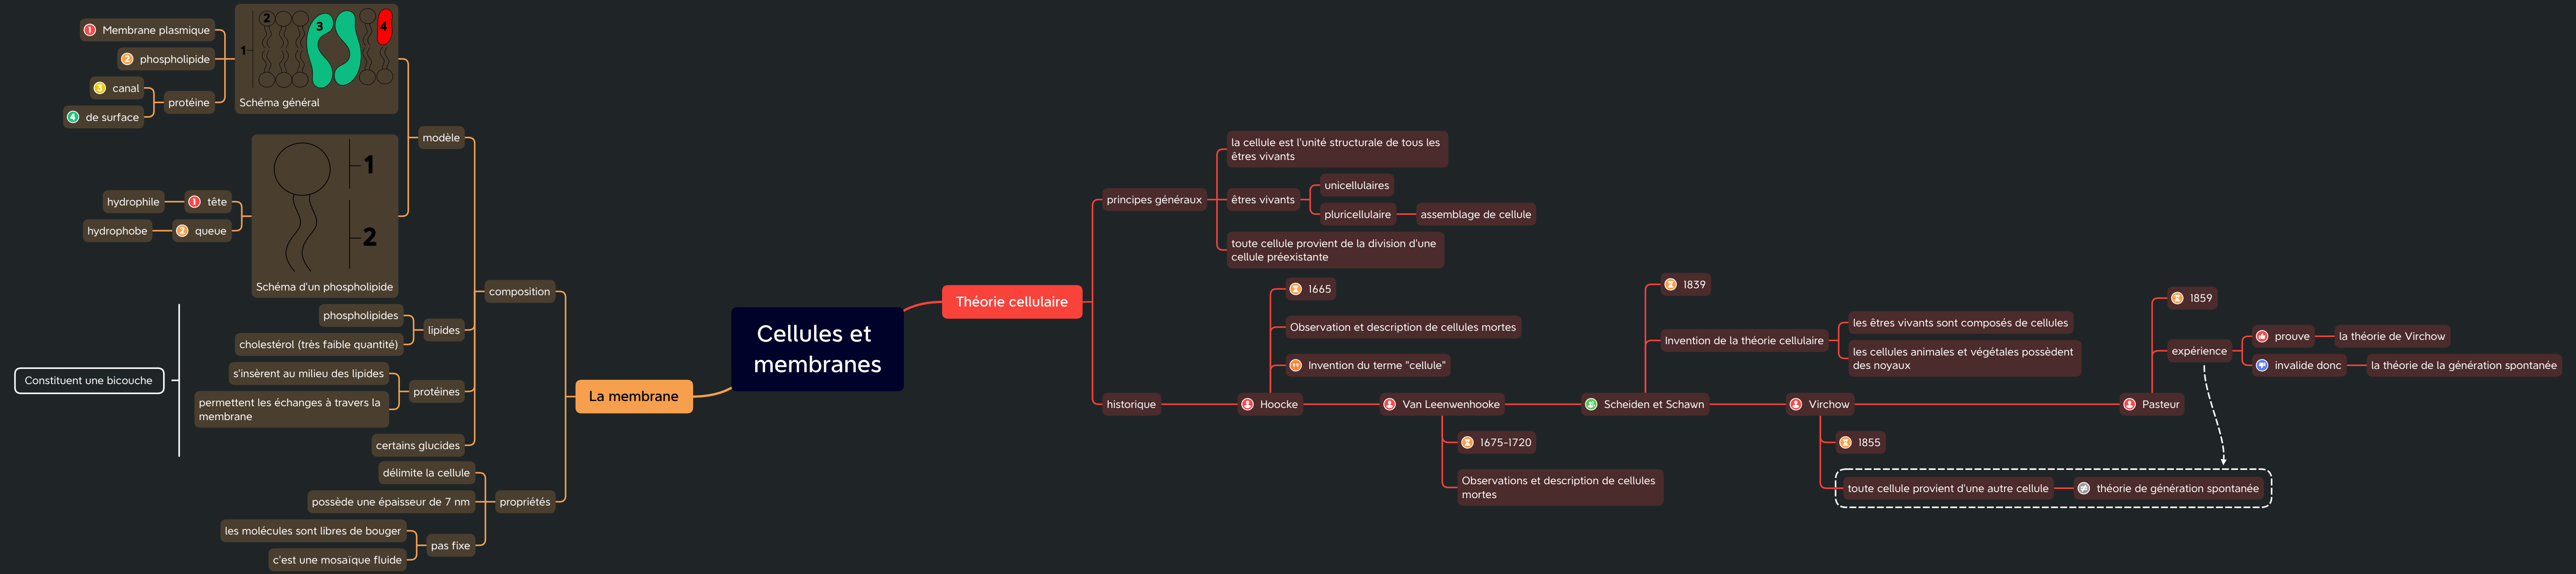 Cellules et
membranes
Théorie cellulaire
principes généraux
la cellule est l'unité structurale de tous les
êtres vivants
êtres vivants
unicellulaires
pluricellulaire
assemblage de cellule
toute cellule provient de la division d'une
cellule préexistante
historique
Hoocke
1665
Observation et description de cellules mortes
Invention du terme "cellule"
Van Leenwenhooke
1675-1720
Observations et description de cellules
mortes
Scheiden et Schawn
1839
Invention de la théorie cellulaire
les êtres vivants sont composés de cellules
les cellules animales et végétales possèdent
des noyaux
Virchow
1855
toute cellule provient d'une autre cellule
≠ théorie de génération spontanée
Pasteur
1859
expérience
prouve
la théorie de Virchow
invalide donc
la théorie de la génération spontanée
La membrane
composition
modèle
1
2
3
4
Schéma général
1 Membrane plasmique
2 phospholipide
protéine
3 canal
4 de surface
1
2
Schéma d'un phospholipide
1 tête
hydrophile
2 queue
hydrophobe
lipides
phospholipides
cholestérol (très faible quantité)
protéines
s'insèrent au milieu des lipides
permettent les échanges à travers la
membrane
certains glucides
Constituent une bicouche
propriétés
délimite la cellule
possède une épaisseur de 7 nm
pas fixe
les molécules sont libres de bouger
c'est une mosaïque fluide